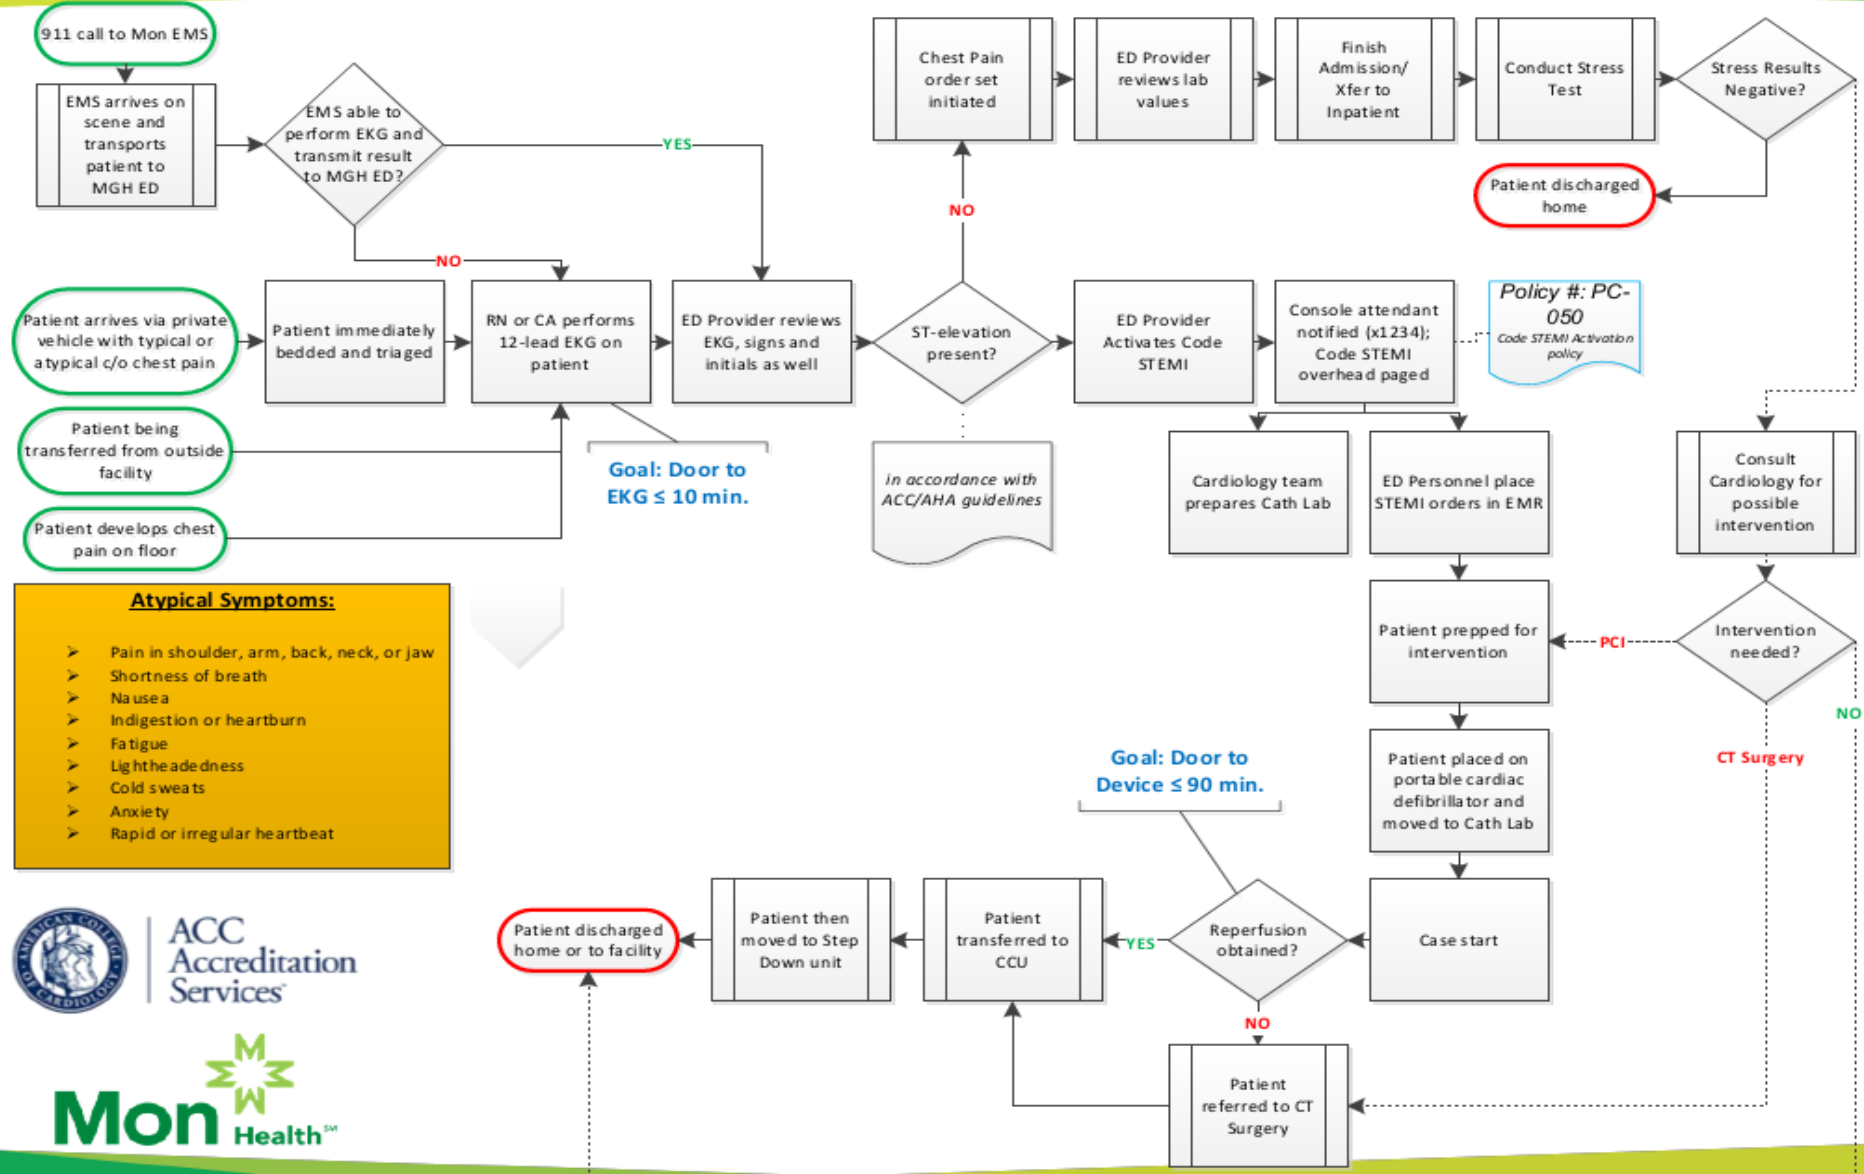 911 call to Mon EMS
EMS arrives on
scene and
transports
patient to
MGH ED
EMS able to
perform EKG and
transmit result
to MGH ED?
YES
NO
Chest Pain
order set
initiated
ED Provider
reviews lab
values
Finish
Admission/
Xfer to
Inpatient
Conduct Stress
Test
Stress Results
Negative?
Patient discharged
home
NO
Patient arrives via private
vehicle with typical or
atypical c/o chest pain
Patient immediately
bedded and triaged
RN or CA performs
12-lead EKG on
patient
ED Provider reviews
EKG, signs and
initials as well
ST-elevation
present?
ED Provider
Activates Code
STEMI
Console attendant
notified (x1234);
Code STEMI
overhead paged
Policy #: PC-
050
Code STEMI Activation
policy
Patient being
transferred from outside
facility
Patient develops chest
pain on floor
Goal: Door to
EKG ≤ 10 min.
in accordance with
ACC/AHA guidelines
Cardiology team
prepares Cath Lab
ED Personnel place
STEMI orders in EMR
Consult
Cardiology for
possible
intervention
Atypical Symptoms:
➢ Pain in shoulder, arm, back, neck, or jaw
➢ Shortness of breath
➢ Nausea
➢ Indigestion or heartburn
➢ Fatigue
➢ Lightheadedness
➢ Cold sweats
➢ Anxiety
➢ Rapid or irregular heartbeat
Patient prepped for
intervention
PCI
Intervention
needed?
NO
CT Surgery
Goal: Door to
Device ≤ 90 min.
Patient placed on
portable cardiac
defibrillator and
moved to Cath Lab
Patient discharged
home or to facility
Patient then
moved to Step
Down unit
Patient
transferred to
CCU
YES
Reperfusion
obtained?
Case start
NO
Patient
referred to CT
Surgery
AMERICAN COLLEGE
OF CARDIOLOGY
ACC
Accreditation
Services
Mon Health℠